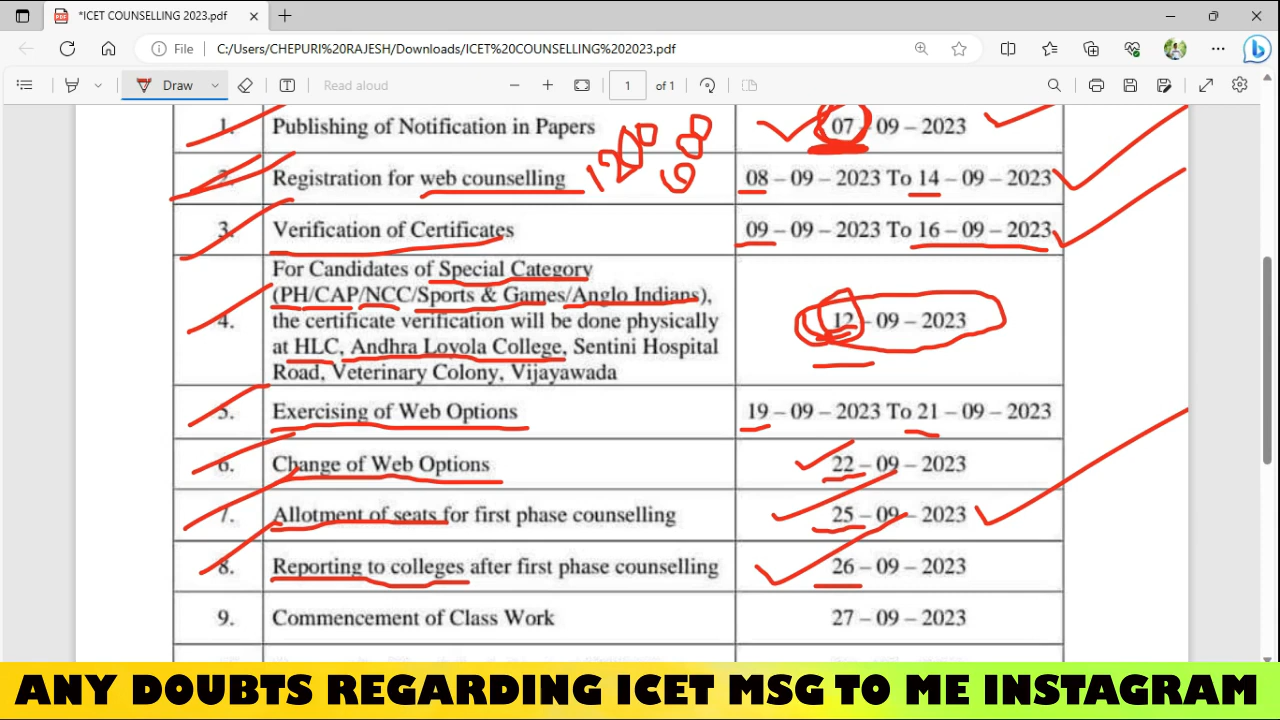 *ICET COUNSELLING 2023.pdf
File C:/Users/CHEPURI%20RAJESH/Downloads/ICET%20COUNSELLING%202023.pdf
Draw Read aloud 1 of 1
1. Publishing of Notification in Papers 07 – 09 – 2023
1200 600
2. Registration for web counselling 08 – 09 – 2023 To 14 – 09 – 2023
3. Verification of Certificates 09 – 09 – 2023 To 16 – 09 – 2023
For Candidates of Special Category
(PH/CAP/NCC/Sports & Games/Anglo Indians),
4. the certificate verification will be done physically 12 – 09 – 2023
at HLC, Andhra Loyola College, Sentini Hospital
Road, Veterinary Colony, Vijayawada
5. Exercising of Web Options 19 – 09 – 2023 To 21 – 09 – 2023
6. Change of Web Options 22 – 09 – 2023
7. Allotment of seats for first phase counselling 25 – 09 – 2023
8. Reporting to colleges after first phase counselling 26 – 09 – 2023
9. Commencement of Class Work 27 – 09 – 2023
ANY DOUBTS REGARDING ICET MSG TO ME INSTAGRAM